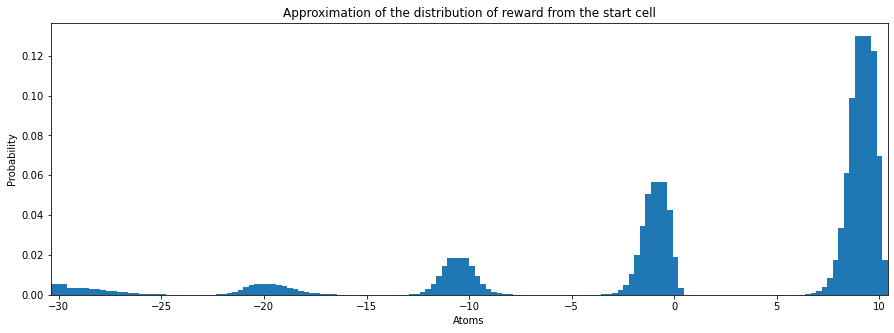 Approximation of the distribution of reward from the start cell
0.12
0.10
0.08
0.06
0.04
0.02
0.00
Probability
−30 −25 −20 −15 −10 −5 0 5 10
Atoms